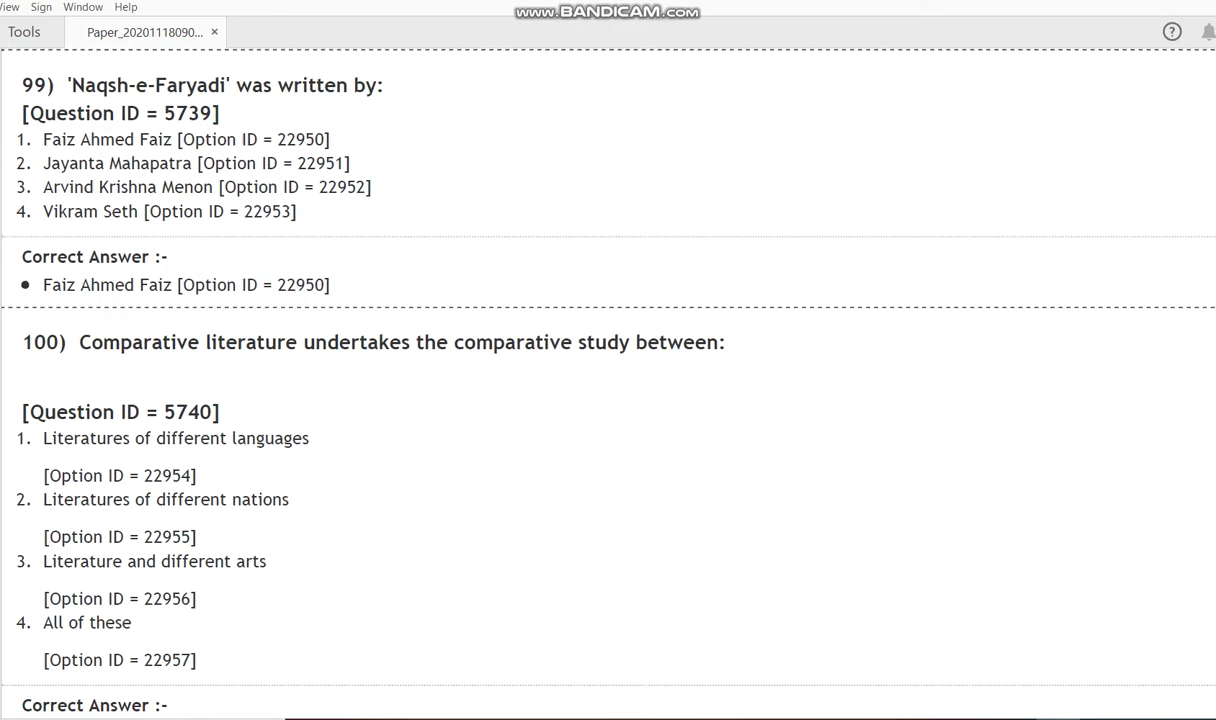 View Sign Window Help
www.BANDICAM.com
Tools
Paper_20201118090... ×
?
99) 'Naqsh-e-Faryadi' was written by:
[Question ID = 5739]
1. Faiz Ahmed Faiz [Option ID = 22950]
2. Jayanta Mahapatra [Option ID = 22951]
3. Arvind Krishna Menon [Option ID = 22952]
4. Vikram Seth [Option ID = 22953]
Correct Answer :-
• Faiz Ahmed Faiz [Option ID = 22950]
100) Comparative literature undertakes the comparative study between:
[Question ID = 5740]
1. Literatures of different languages
[Option ID = 22954]
2. Literatures of different nations
[Option ID = 22955]
3. Literature and different arts
[Option ID = 22956]
4. All of these
[Option ID = 22957]
Correct Answer :-